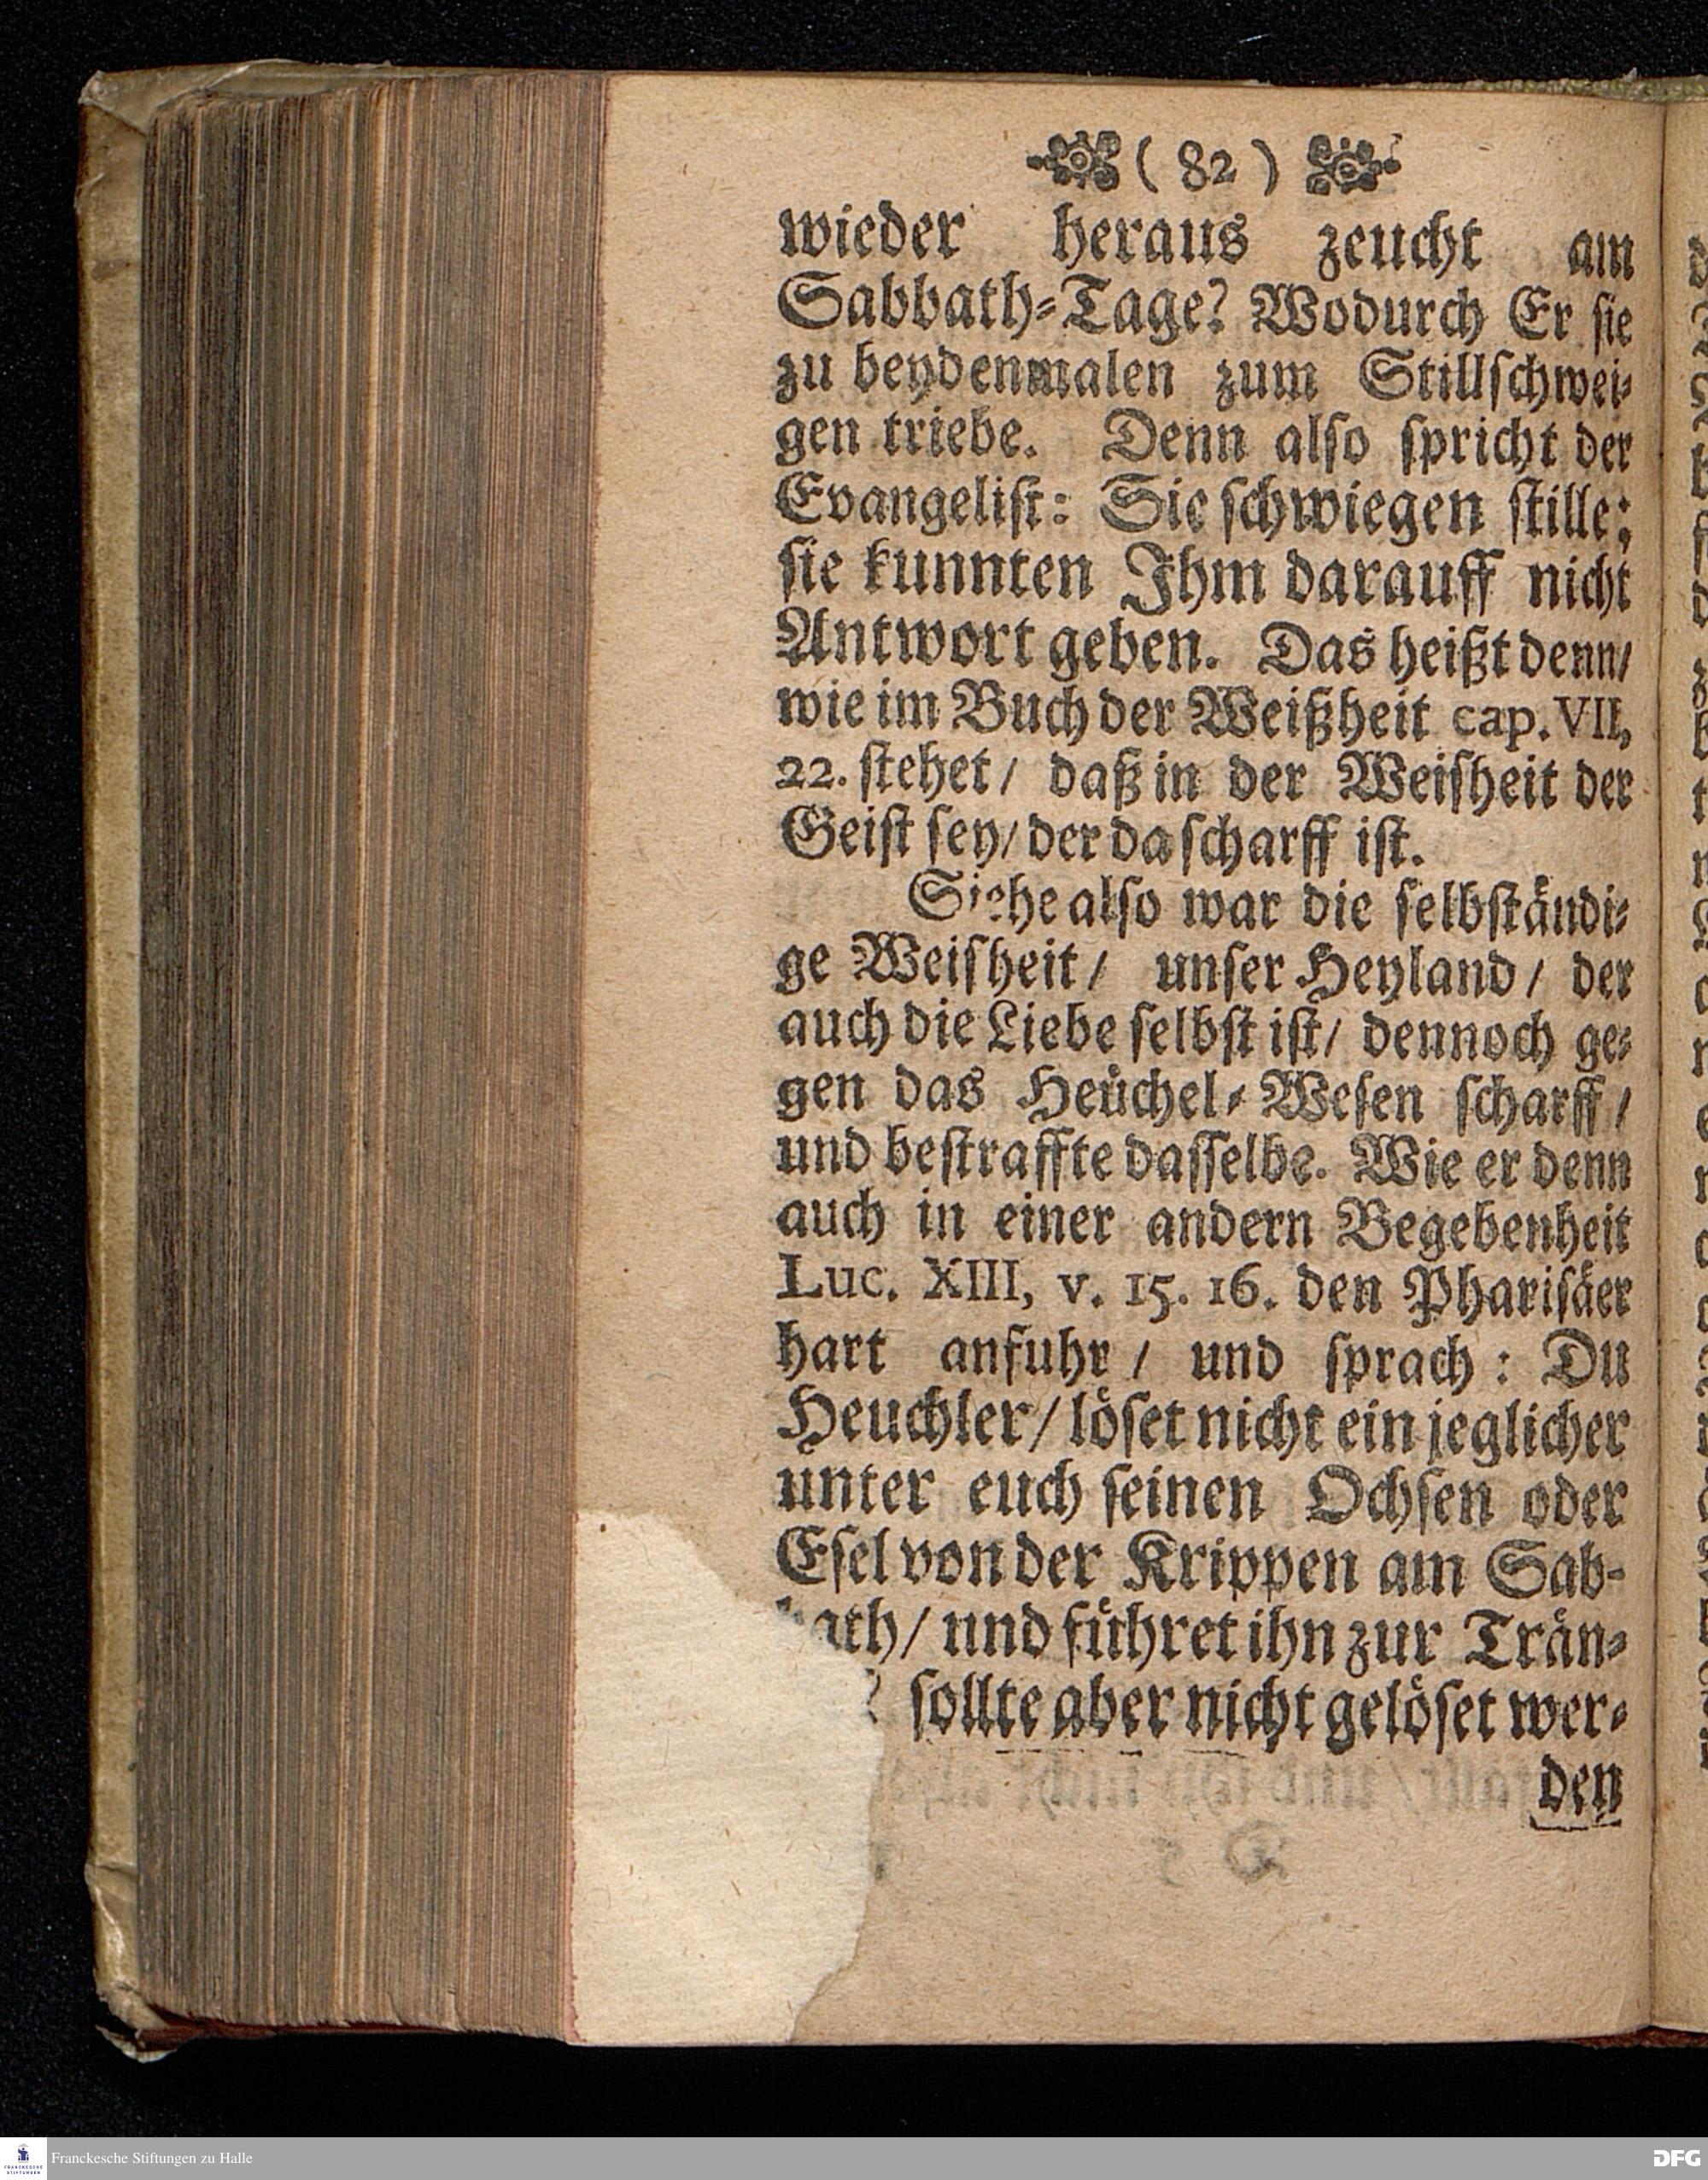 ( 82 )
wieder heraus zeucht am
Sabbath-Tage? Wodurch Er sie
zu beydenmalen zum Stillschwei-
gen triebe. Denn also spricht der
Evangelist: Sie schwiegen stille;
sie kunnten Ihm darauff nicht
Antwort geben. Das heißt denn/
wie im Buch der Weißheit cap. VII,
22. stehet/ daß in der Weisheit der
Geist sey/ der da scharff ist.
Siehe also war die selbständi-
ge Weisheit/ unser Heyland/ der
auch die Liebe selbst ist/ dennoch ge-
gen das Heüchel-Wesen scharff/
und bestraffte dasselbe. Wie er denn
auch in einer andern Begebenheit
Luc. XIII, v. 15. 16. den Pharisäer
hart anfuhr/ und sprach: Du
Heuchler/ löset nicht ein jeglicher
unter euch seinen Ochsen oder
Esel von der Krippen am Sab-
bath/ und führet ihn zur Trän-
? sollte aber nicht gelöset wer-
den
Franckesche Stiftungen zu Halle
FRANCKESCHE
STIFTUNGEN
DFG